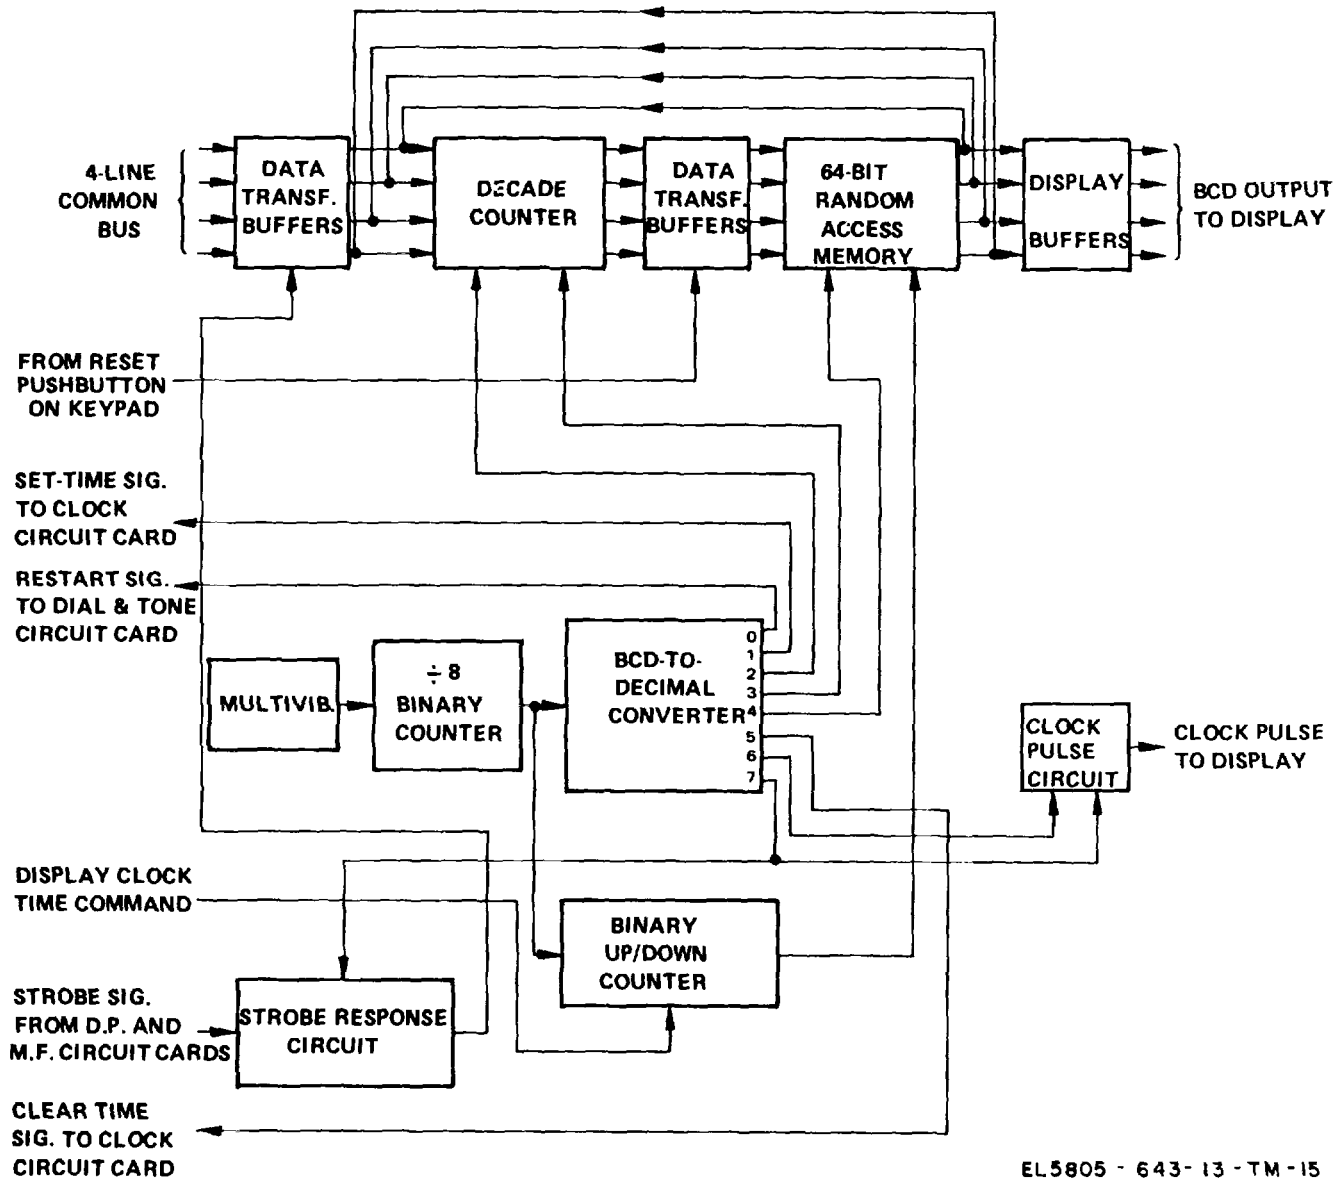 4-LINE
COMMON
BUS
DATA
TRANSF.
BUFFERS
DECADE
COUNTER
DATA
TRANSF.
BUFFERS
64-BIT
RANDOM
ACCESS
MEMORY
DISPLAY
BUFFERS
BCD OUTPUT
TO DISPLAY
FROM RESET
PUSHBUTTON
ON KEYPAD
SET-TIME SIG.
TO CLOCK
CIRCUIT CARD
RESTART SIG.
TO DIAL & TONE
CIRCUIT CARD
MULTIVIB.
÷ 8
BINARY
COUNTER
BCD-TO-
DECIMAL
CONVERTER
0
1
2
3
4
5
6
7
CLOCK
PULSE
CIRCUIT
CLOCK PULSE
TO DISPLAY
DISPLAY CLOCK
TIME COMMAND
BINARY
UP/DOWN
COUNTER
STROBE SIG.
FROM D.P. AND
M.F. CIRCUIT CARDS
STROBE RESPONSE
CIRCUIT
CLEAR TIME
SIG. TO CLOCK
CIRCUIT CARD
EL5805 - 643- 13 - TM - 15